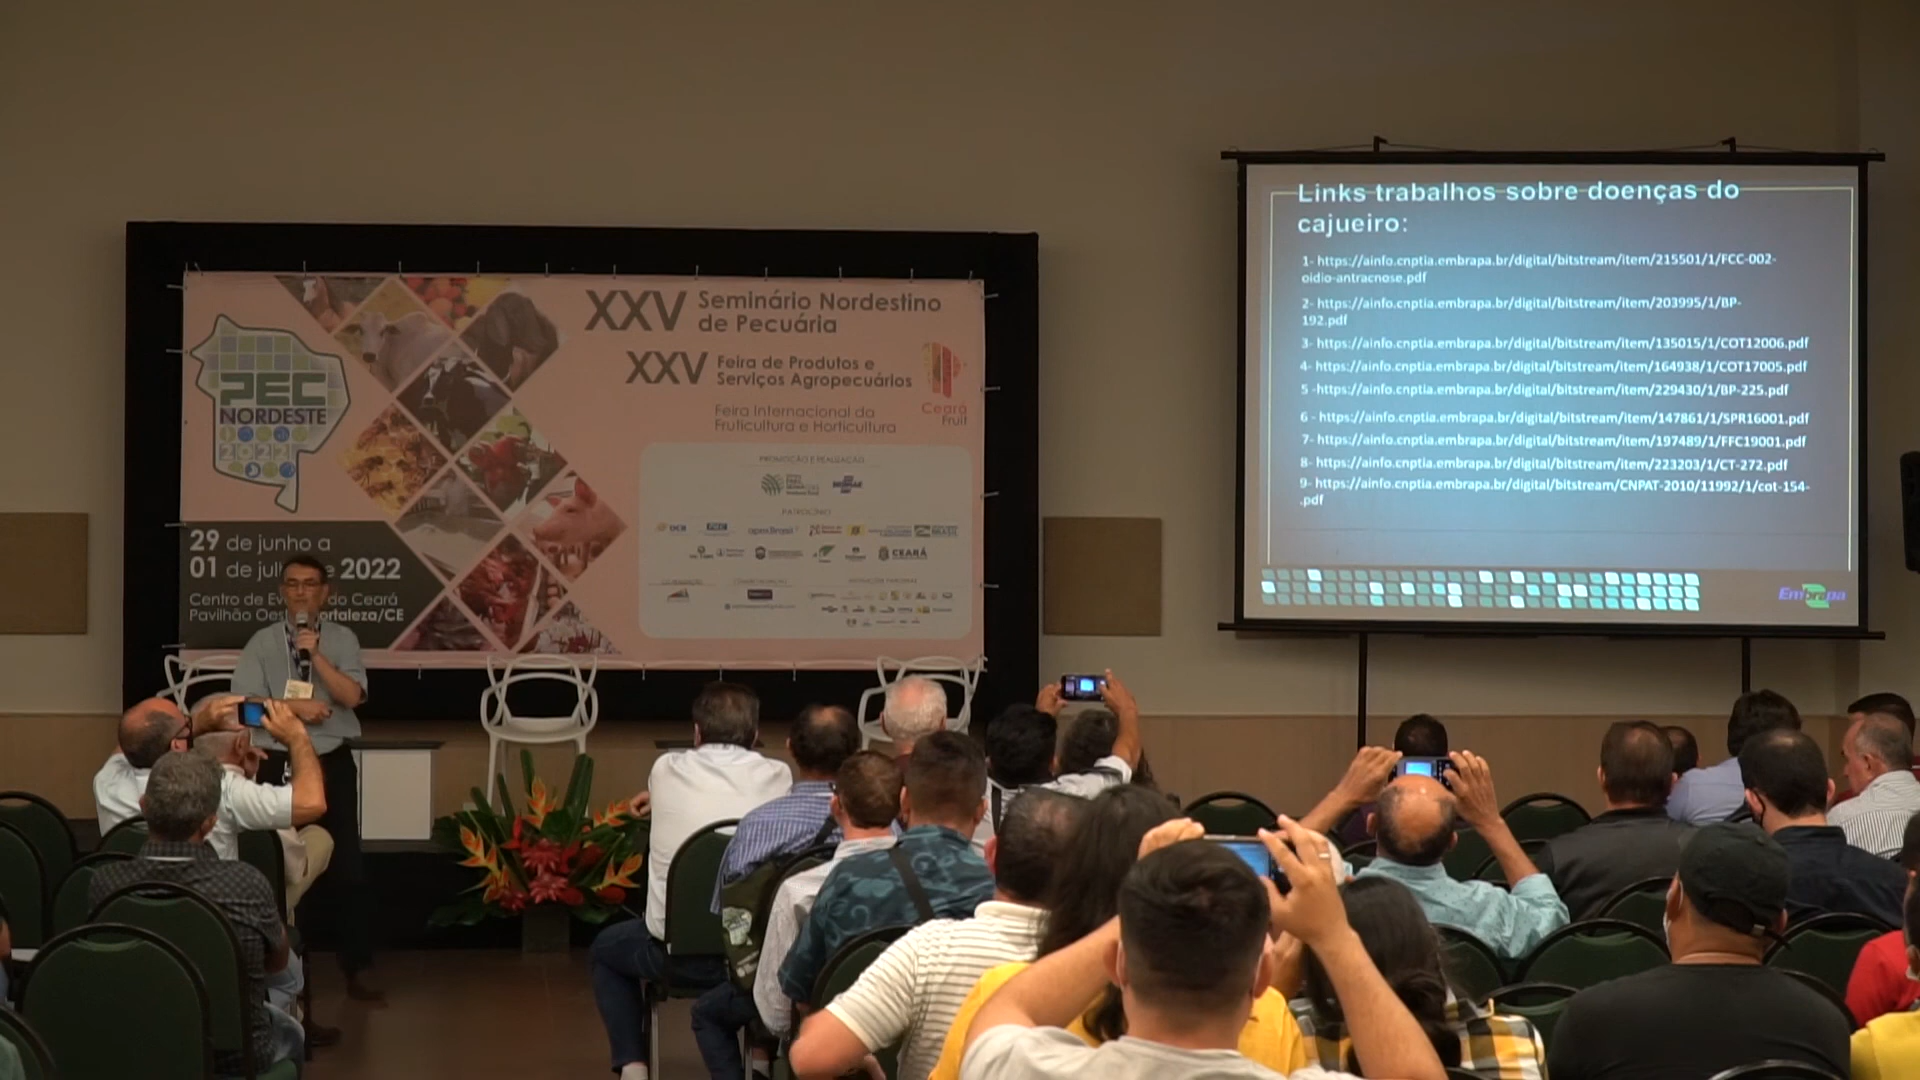 XXV Seminário Nordestino
de Pecuária
XXV Feira de Produtos e
Serviços Agropecuários
Feira Internacional da
Fruticultura e Horticultura
Ceará
Fruit
PEC
NORDESTE
2022
PROMOÇÃO E REALIZAÇÃO
PATROCÍNIO
OCB
CEARÁ
29 de junho a
01 de 2022
Centro de do Ceará
Pavilhão
Links trabalhos sobre doenças do
cajueiro:
1- https://ainfo.cnptia.embrapa.br/digital/bitstream/item/215501/1/FCC-002-
oidio-antracnose.pdf
2- https://ainfo.cnptia.embrapa.br/digital/bitstream/item/203995/1/BP-
192.pdf
3- https://ainfo.cnptia.embrapa.br/digital/bitstream/item/135015/1/COT12006.pdf
4- https://ainfo.cnptia.embrapa.br/digital/bitstream/item/164938/1/COT17005.pdf
5 -https://ainfo.cnptia.embrapa.br/digital/bitstream/item/229430/1/BP-225.pdf
6 - https://ainfo.cnptia.embrapa.br/digital/bitstream/item/147861/1/SPR16001.pdf
7- https://ainfo.cnptia.embrapa.br/digital/bitstream/item/197489/1/FFC19001.pdf
8- https://ainfo.cnptia.embrapa.br/digital/bitstream/item/223203/1/CT-272.pdf
9- https://ainfo.cnptia.embrapa.br/digital/bitstream/CNPAT-2010/11992/1/cot-154-
.pdf
Embrapa